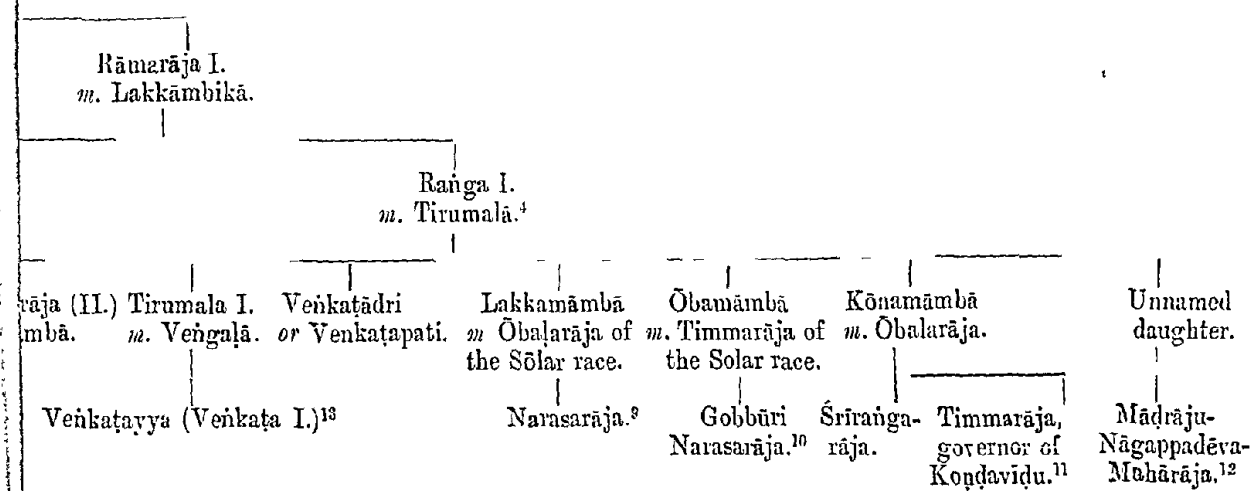 Rāmarāja I.
m. Lakkāmbikā.
Raṅga I.
m. Tirumalā.⁴
rāja (II.) Tirumala I. Veṅkaṭādri Lakkamāmbā Ōbamāmbā Kōnamāmbā Unnamed
mbā. m. Veṅgaḷā. or Venkaṭapati. m Ōbaḷarāja of m. Timmarāja of m. Ōbalarāja. daughter.
the Sōlar race. the Solar race.
Veṅkaṭayya (Veṅkaṭa I.)¹³ Narasarāja.⁹ Gobbūri Śrīraṅga- Timmarāja, Mādrāju-
Narasarāja.¹⁰ rāja. governor of Nāgappadēva-
Koṇḍavīḍu.¹¹ Mahārāja.¹²